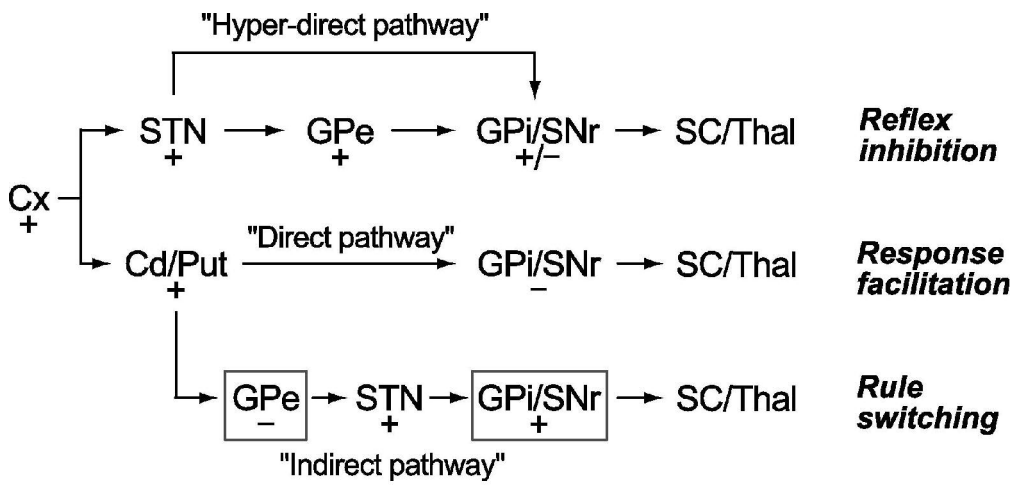 "Hyper-direct pathway"
STN GPe GPi/SNr SC/Thal Reflex
+ + +/− inhibition
Cx
+
"Direct pathway"
Cd/Put GPi/SNr SC/Thal Response
+ − facilitation
GPe STN GPi/SNr SC/Thal Rule
− + + switching
"Indirect pathway"